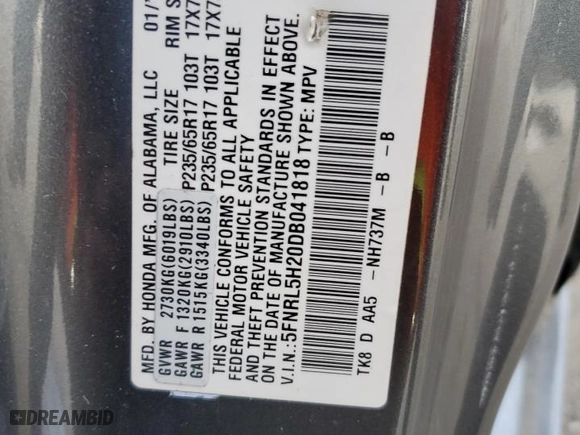 MFD. BY HONDA MFG. OF ALABAMA, LLC 01/
GVWR 2730KG(6019LBS) TIRE SIZE RIM S
GAWR F 1320KG(2910LBS) P235/65R17 103T 17X7
GAWR R 1515KG(3340LBS) P235/65R17 103T 17X7
THIS VEHICLE CONFORMS TO ALL APPLICABLE
FEDERAL MOTOR VEHICLE SAFETY
AND THEFT PREVENTION STANDARDS IN EFFECT
ON THE DATE OF MANUFACTURE SHOWN ABOVE.
V.I.N.: 5FNRL5H20DB041818 TYPE: MPV
TK8 D AA5 -NH737M -B -B
DREAMBID